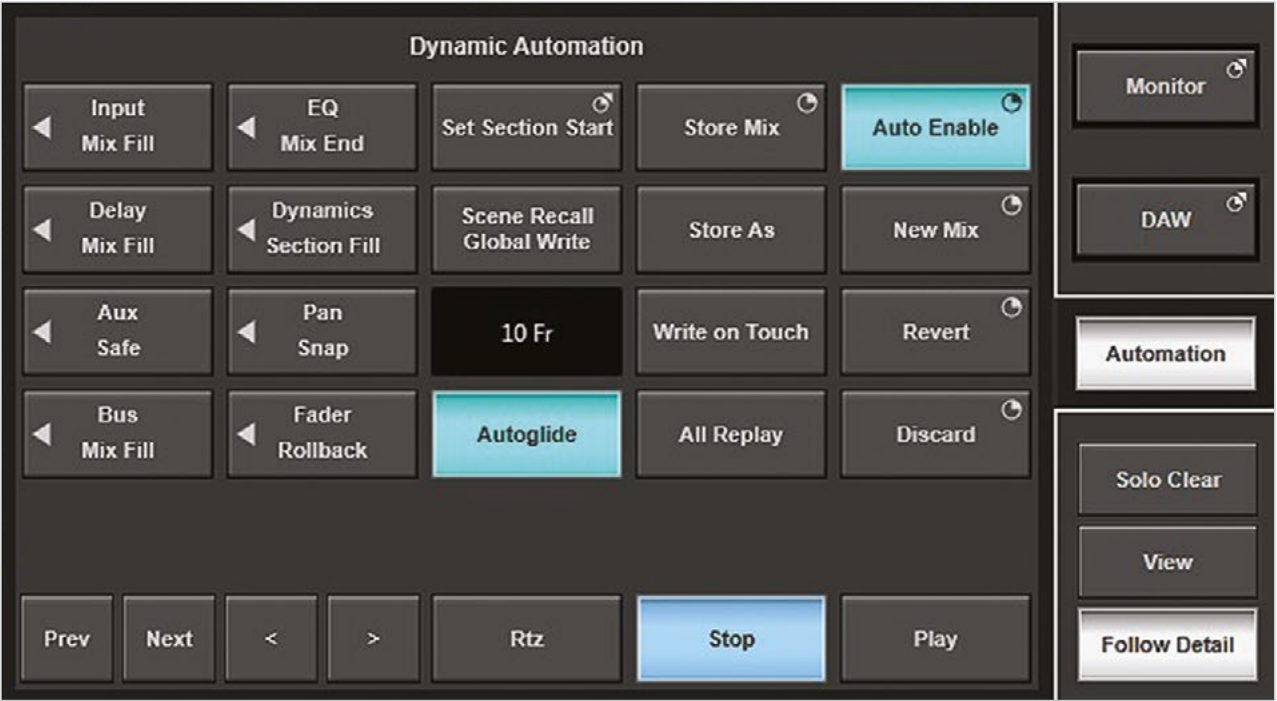 Dynamic Automation
Input
Mix Fill
EQ
Mix End
Set Section Start
Store Mix
Auto Enable
Delay
Mix Fill
Dynamics
Section Fill
Scene Recall
Global Write
Store As
New Mix
Aux
Safe
Pan
Snap
10 Fr
Write on Touch
Revert
Bus
Mix Fill
Fader
Rollback
Autoglide
All Replay
Discard
Prev
Next
<
>
Rtz
Stop
Play
Monitor
DAW
Automation
Solo Clear
View
Follow Detail